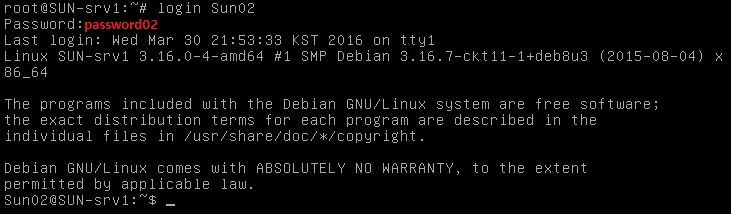 root@SUN-srv1:~# login Sun02
Password:password02
Last login: Wed Mar 30 21:53:33 KST 2016 on tty1
Linux SUN-srv1 3.16.0-4-amd64 #1 SMP Debian 3.16.7-ckt11-1+deb8u3 (2015-08-04) x
86_64

The programs included with the Debian GNU/Linux system are free software;
the exact distribution terms for each program are described in the
individual files in /usr/share/doc/*/copyright.

Debian GNU/Linux comes with ABSOLUTELY NO WARRANTY, to the extent
permitted by applicable law.
Sun02@SUN-srv1:~$ _